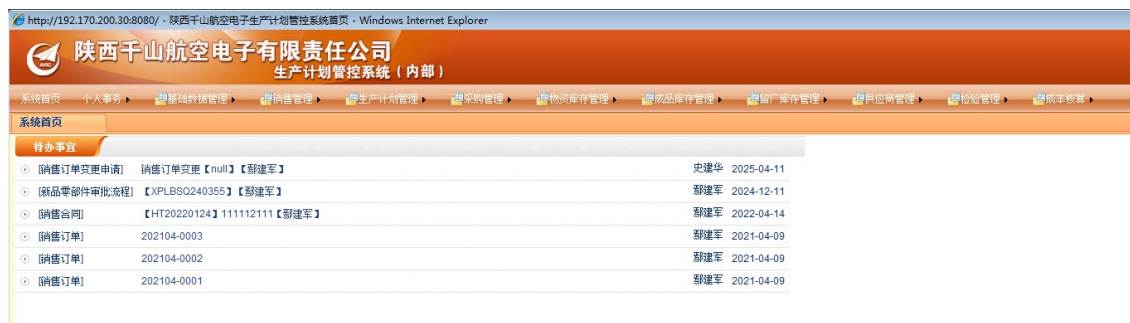 http://192.170.200.30:8080/ - 陕西千山航空电子生产计划管控系统首页 - Windows Internet Explorer
AVIC
陕西千山航空电子有限责任公司
生产计划管控系统（内部）
系统首页 个人事务 基础数据管理 销售管理 生产计划管理 采购管理 物资库存管理 成品库存管理 留厂库存管理 供应商管理 检验管理 成本核算
系统首页
待办事宜
[销售订单变更申请] 销售订单变更【null】【鄢建军】 史建华 2025-04-11
[新品零部件审批流程] 【XPLBSQ240355】【鄢建军】 鄢建军 2024-12-11
[销售合同] 【HT20220124】111112111【鄢建军】 鄢建军 2022-04-14
[销售订单] 202104-0003 鄢建军 2021-04-09
[销售订单] 202104-0002 鄢建军 2021-04-09
[销售订单] 202104-0001 鄢建军 2021-04-09